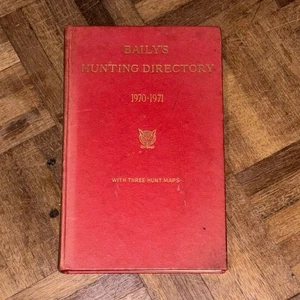 BAILY'S
HUNTING DIRECTORY
1970-1971
WITH THREE HUNT MAPS